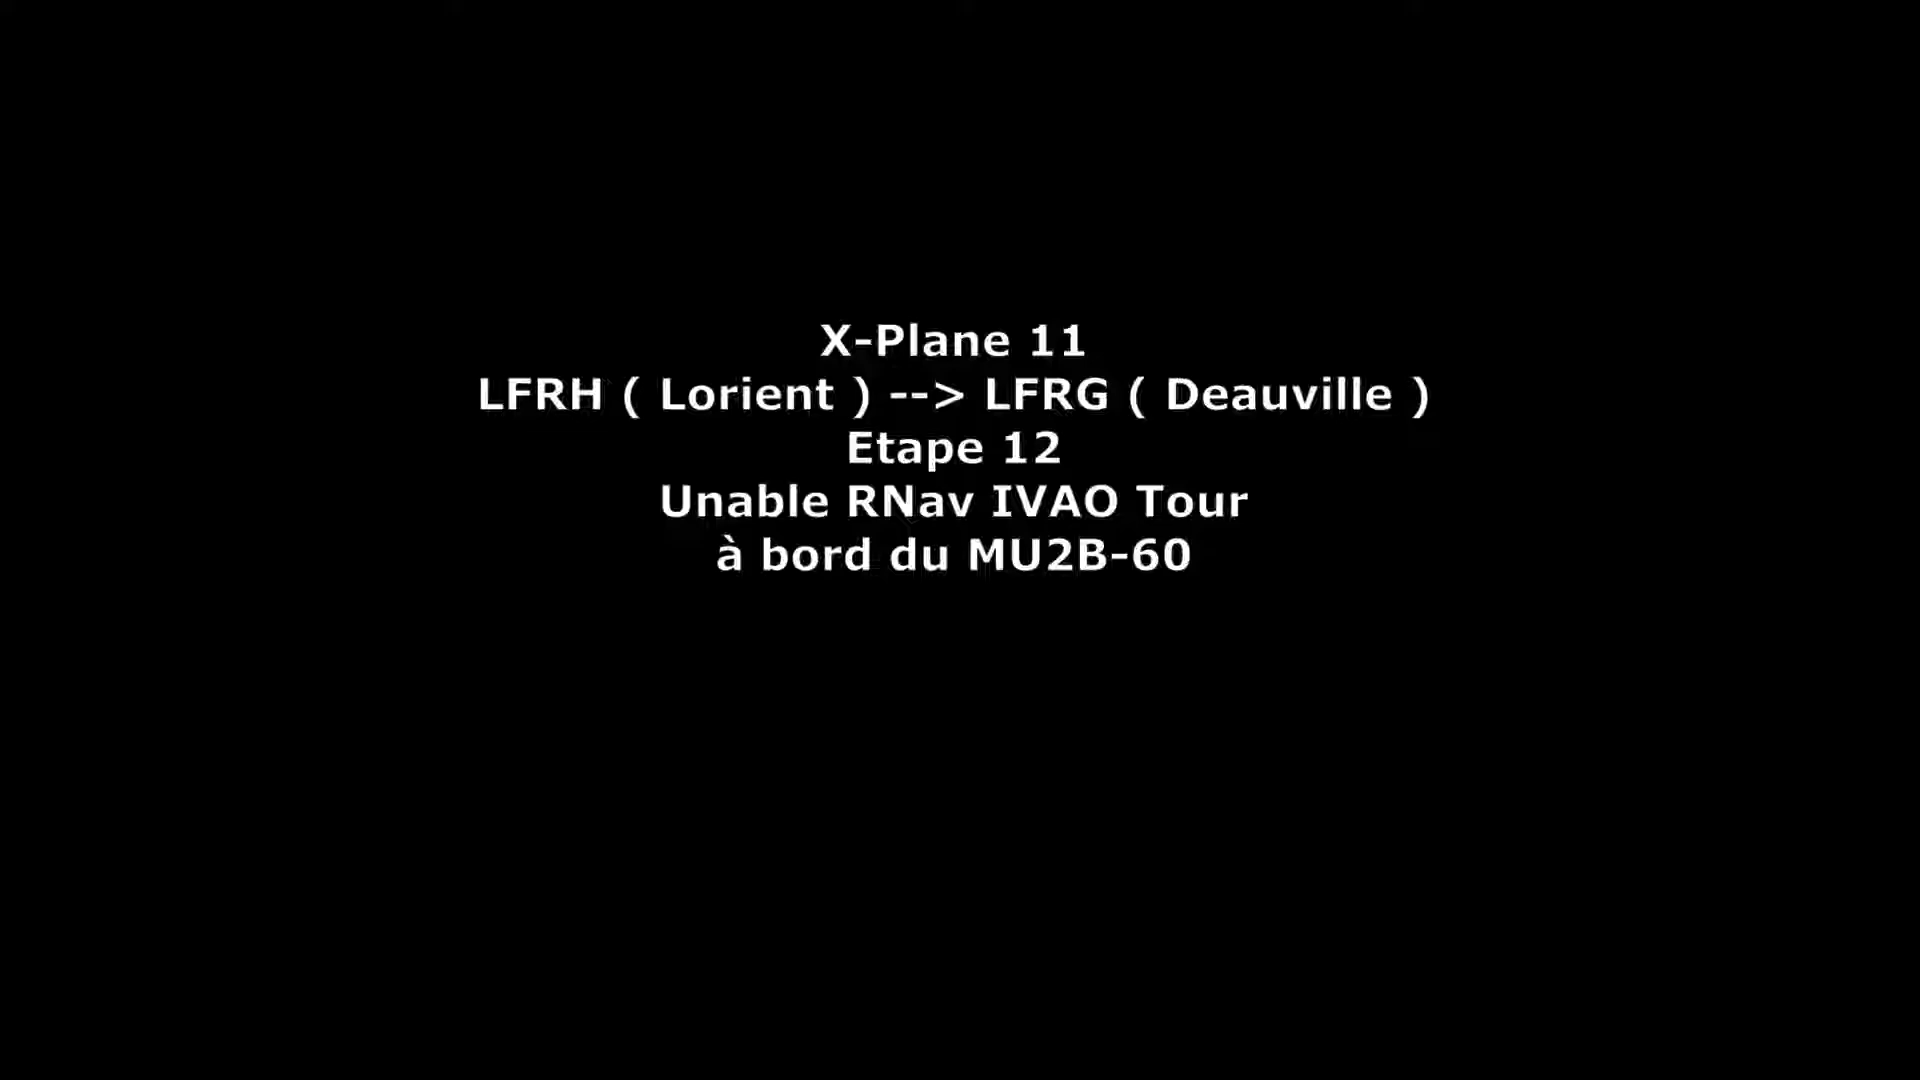 X-Plane 11
LFRH ( Lorient ) --> LFRG ( Deauville )
Etape 12
Unable RNav IVAO Tour
à bord du MU2B-60